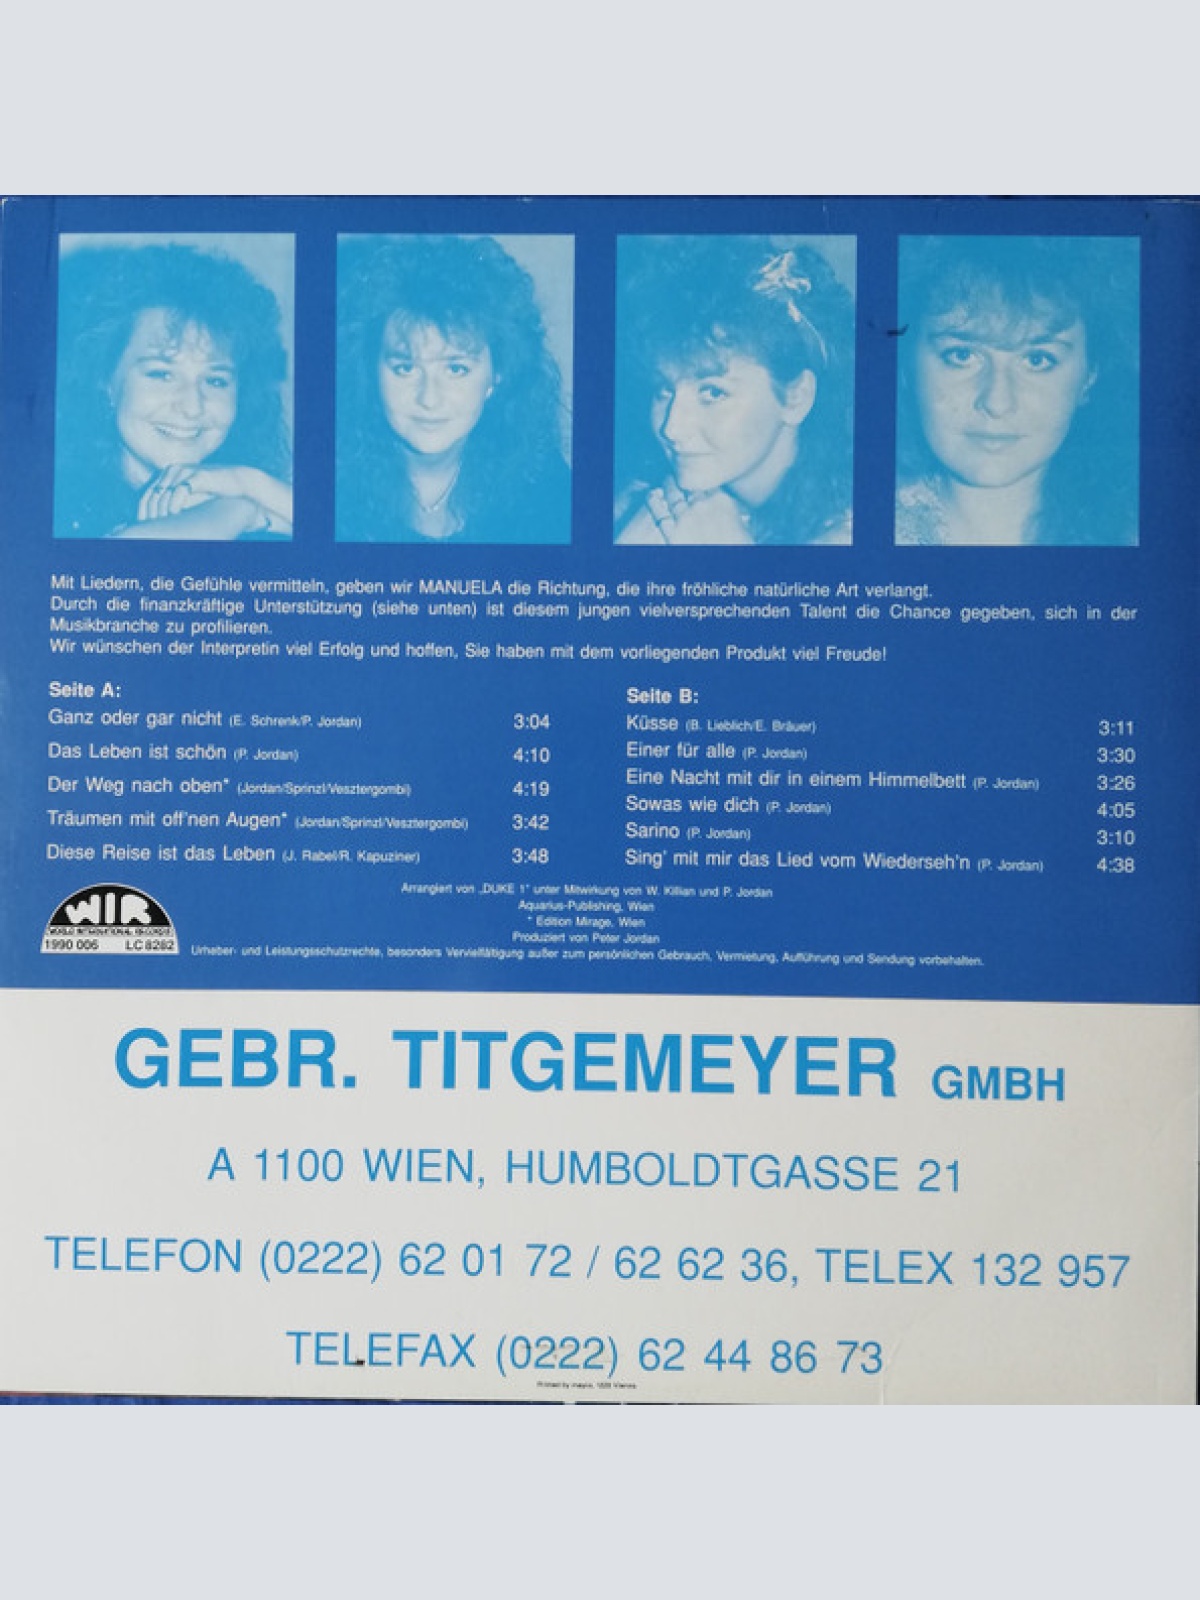 Mit Liedern, die Gefühle vermitteln, geben wir MANUELA die Richtung, die ihre fröhliche natürliche Art verlangt.
Durch die finanzkräftige Unterstützung (siehe unten) ist diesem jungen vielversprechenden Talent die Chance gegeben, sich in der
Musikbranche zu profilieren.
Wir wünschen der Interpretin viel Erfolg und hoffen, Sie haben mit dem vorliegenden Produkt viel Freude!
Seite A:
Ganz oder gar nicht (E. Schrenk/P. Jordan) 3:04
Das Leben ist schön (P. Jordan) 4:10
Der Weg nach oben* (Jordan/Sprinzl/Vesztergombi) 4:19
Träumen mit off'nen Augen* (Jordan/Sprinzl/Vesztergombi) 3:42
Diese Reise ist das Leben (J. Rabel/R. Kapuziner) 3:48
Seite B:
Küsse (B. Lieblich/E. Bräuer) 3:11
Einer für alle (P. Jordan) 3:30
Eine Nacht mit dir in einem Himmelbett (P. Jordan) 3:26
Sowas wie dich (P. Jordan) 4:05
Sarino (P. Jordan) 3:10
Sing' mit mir das Lied vom Wiederseh'n (P. Jordan) 4:38
Arrangiert von „DUKE 1" unter Mitwirkung von W. Killian und P. Jordan
Aquarius-Publishing, Wien
* Edition Mirage, Wien
Produziert von Peter Jordan
Urheber- und Leistungsschutzrechte, besonders Vervielfältigung außer zum persönlichen Gebrauch, Vermietung, Aufführung und Sendung vorbehalten.
WIR
WORLD INTERNATIONAL RECORDS
1990 006 LC 8282
GEBR. TITGEMEYER GMBH
A 1100 WIEN, HUMBOLDTGASSE 21
TELEFON (0222) 62 01 72 / 62 62 36, TELEX 132 957
TELEFAX (0222) 62 44 86 73
Printed by